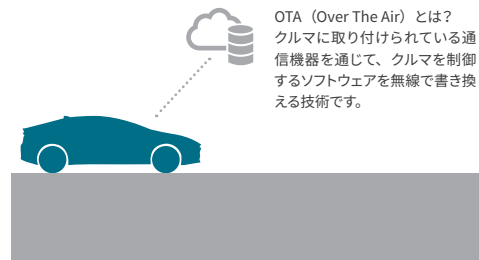 OTA（Over The Air）とは？
クルマに取り付けられている通
信機器を通じて、クルマを制御
するソフトウェアを無線で書き換
える技術です。